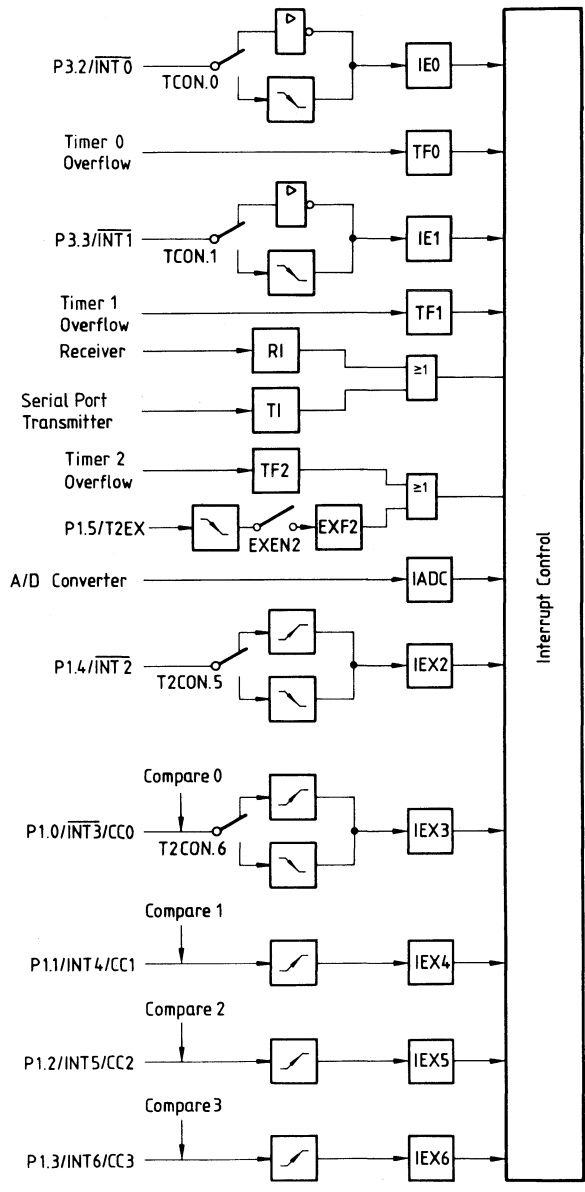 P3.2/INT0
TCON.0
IE0
Timer 0
Overflow
TF0
P3.3/INT1
TCON.1
IE1
Timer 1
Overflow
TF1
Receiver
RI
≥1
Serial Port
Transmitter
TI
Timer 2
Overflow
TF2
≥1
P1.5/T2EX
EXEN2
EXF2
A/D Converter
IADC
Interrupt Control
P1.4/INT2
T2CON.5
IEX2
Compare 0
P1.0/INT3/CC0
T2CON.6
IEX3
Compare 1
P1.1/INT4/CC1
IEX4
Compare 2
P1.2/INT5/CC2
IEX5
Compare 3
P1.3/INT6/CC3
IEX6